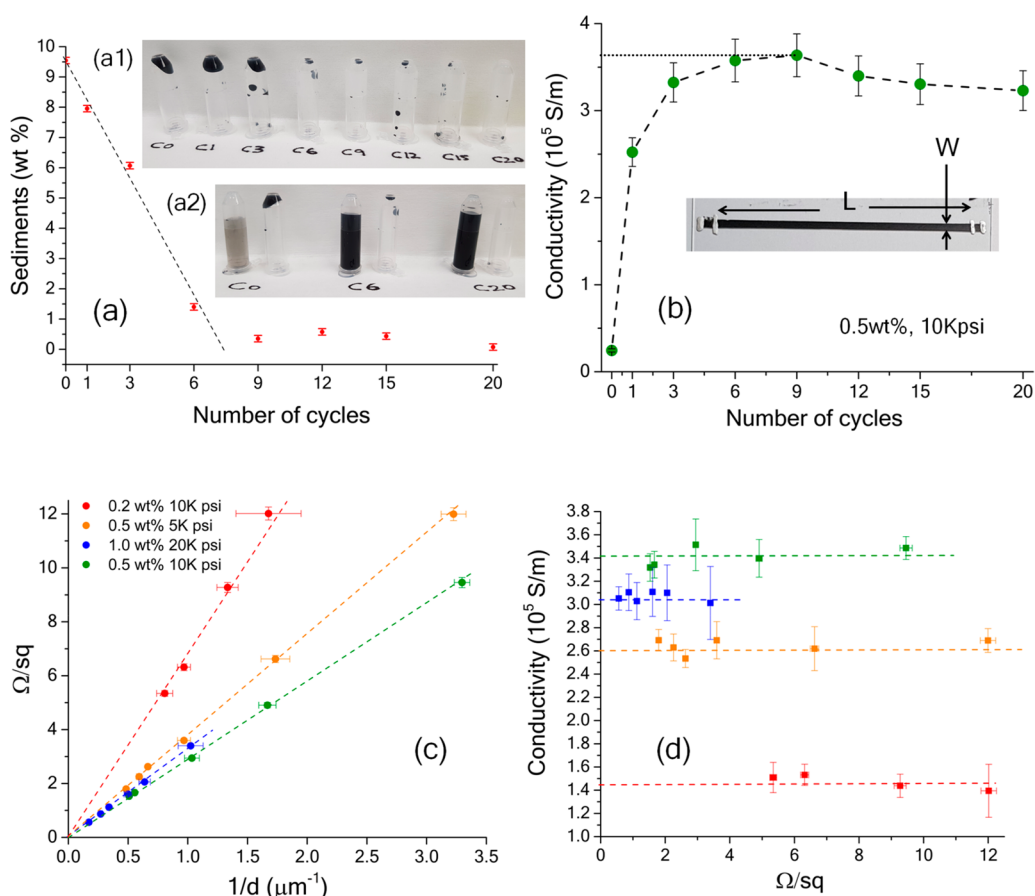 10
9
8
7
6
5
4
3
2
1
0
Sediments (wt %)
(a1)
C0 C1 C3 C6 C9 C12 C15 C20
(a2)
C0 C6 C20
(a)
0 1 3 6 9 12 15 20
Number of cycles
4
3
2
1
0
Conductivity (10⁵ S/m)
W
L
(b)
0.5wt%, 10Kpsi
0 1 3 6 9 12 15 20
Number of cycles
12
10
8
6
4
2
0
Ω/sq
0.2 wt% 10K psi
0.5 wt% 5K psi
1.0 wt% 20K psi
0.5 wt% 10K psi
(c)
0.0 0.5 1.0 1.5 2.0 2.5 3.0 3.5
1/d (μm⁻¹)
3.8
3.6
3.4
3.2
3.0
2.8
2.6
2.4
2.2
2.0
1.8
1.6
1.4
1.2
1.0
Conductivity (10⁵ S/m)
(d)
0 2 4 6 8 10 12
Ω/sq